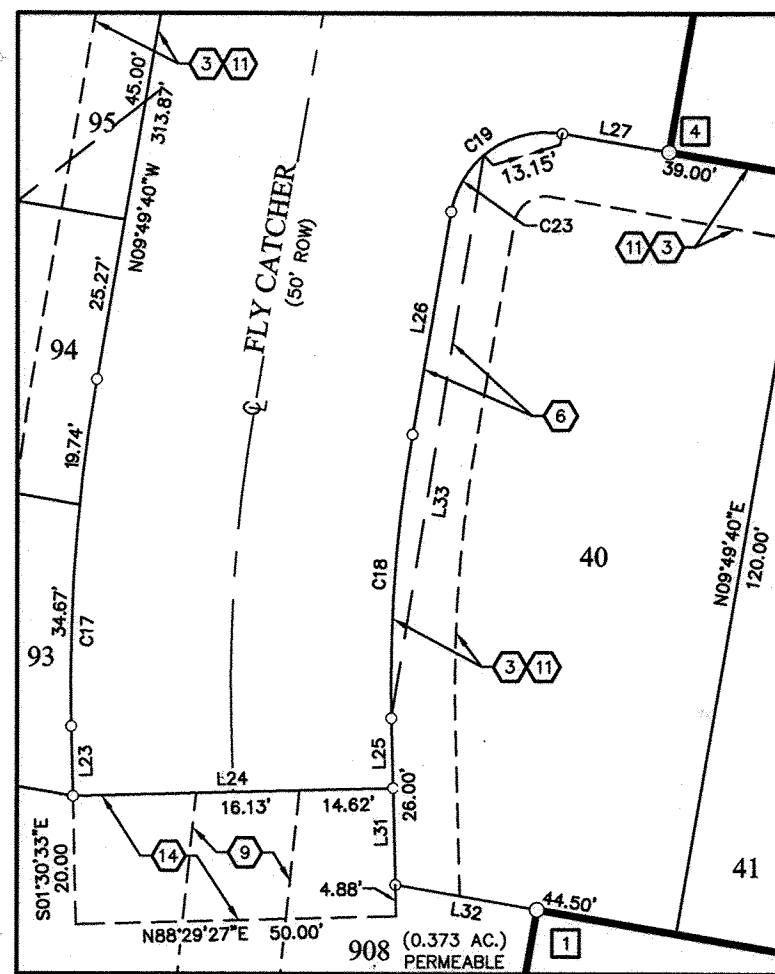 3 11
45.00'
95
N09°49'40"W 313.87'
FLY CATCHER
(50' ROW)
C19
13.15'
L27
4
39.00'
C23
11 3
25.27'
94
L26
CL
6
19.74'
L33
40
N09°49'40"E
120.00'
C18
34.67'
C17
93
3 11
L23
L25
L24
26.00'
16.13'
14.62'
L31
14
9
S01°30'33"E
20.00
4.88'
41
N88°29'27"E 50.00'
L32
44.50'
1
908 (0.373 AC.)
PERMEABLE